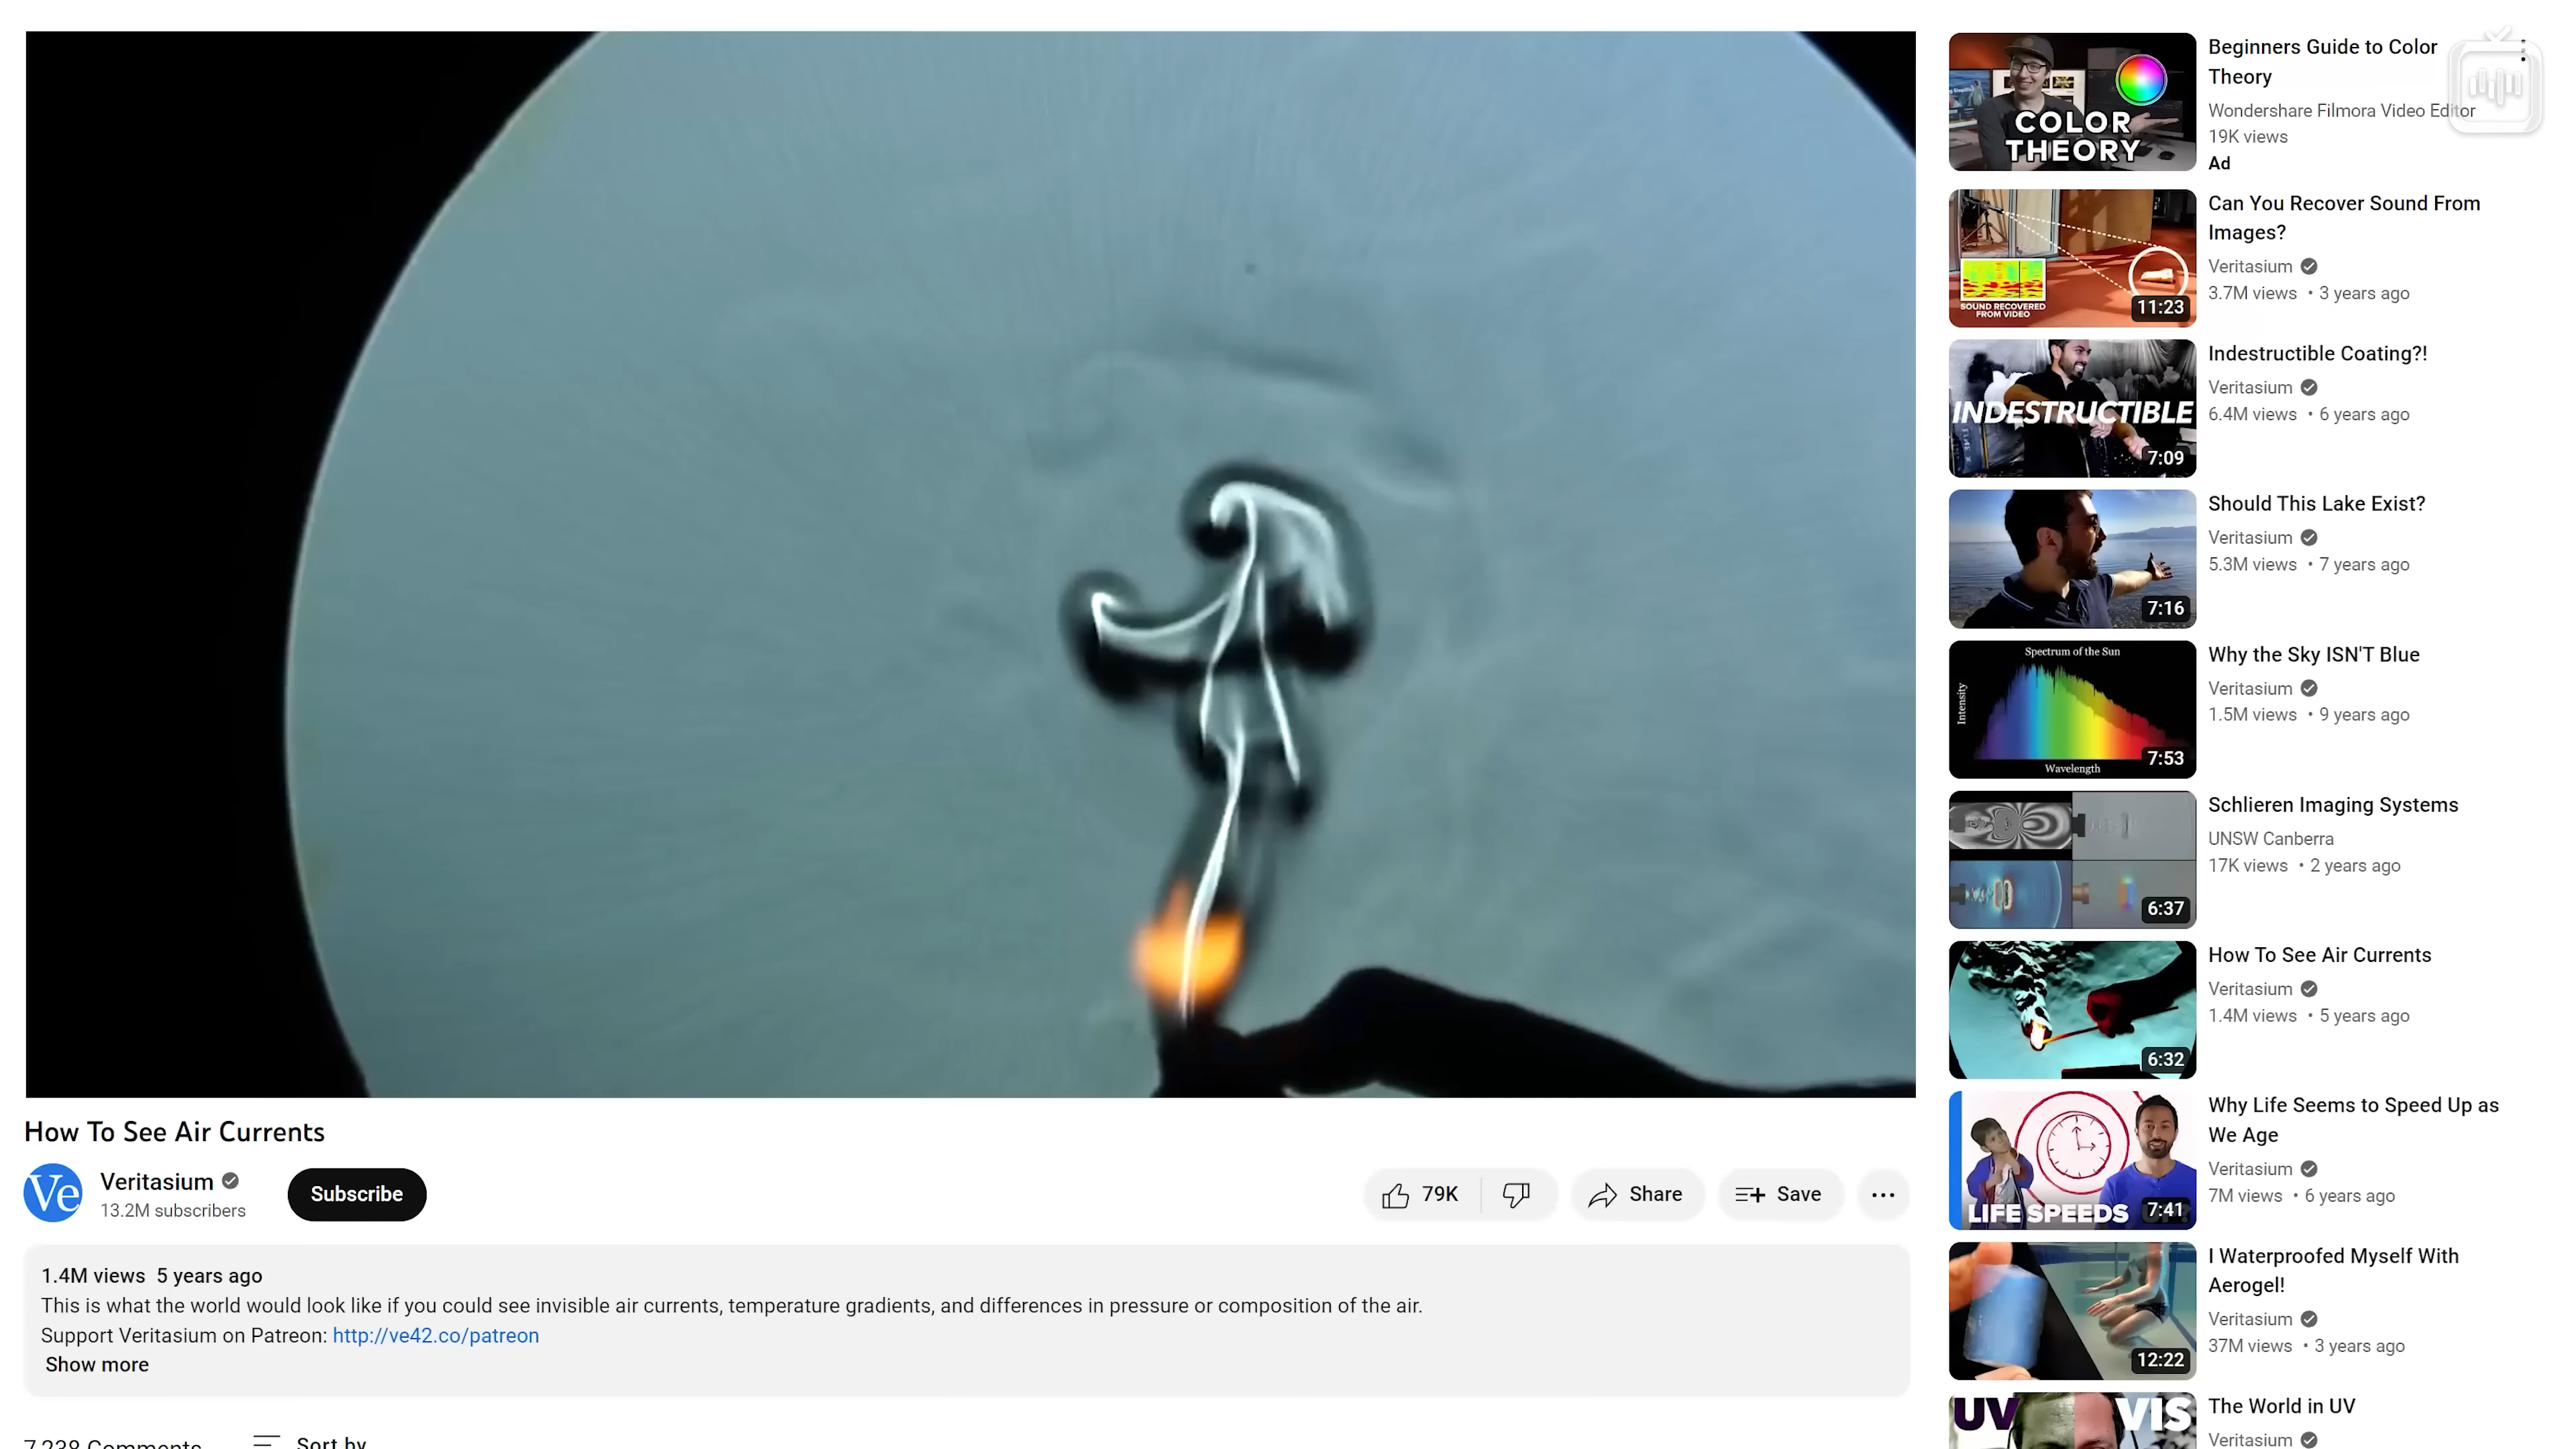 How To See Air Currents
Ve
Veritasium
13.2M subscribers
Subscribe
79K
Share
Save
1.4M views 5 years ago
This is what the world would look like if you could see invisible air currents, temperature gradients, and differences in pressure or composition of the air.
Support Veritasium on Patreon: http://ve42.co/patreon
Show more
7,238 Comments
Sort by
COLOR
THEORY
Beginners Guide to Color
Theory
Wondershare Filmora Video Editor
19K views
Ad
SOUND RECOVERED
FROM VIDEO
11:23
Can You Recover Sound From
Images?
Veritasium
3.7M views • 3 years ago
INDESTRUCTIBLE
7:09
Indestructible Coating?!
Veritasium
6.4M views • 6 years ago
7:16
Should This Lake Exist?
Veritasium
5.3M views • 7 years ago
Spectrum of the Sun
Intensity
Wavelength
7:53
Why the Sky ISN'T Blue
Veritasium
1.5M views • 9 years ago
6:37
Schlieren Imaging Systems
UNSW Canberra
17K views • 2 years ago
6:32
How To See Air Currents
Veritasium
1.4M views • 5 years ago
LIFE SPEEDS
7:41
Why Life Seems to Speed Up as
We Age
Veritasium
7M views • 6 years ago
12:22
I Waterproofed Myself With
Aerogel!
Veritasium
37M views • 3 years ago
UV
VIS
The World in UV
Veritasium